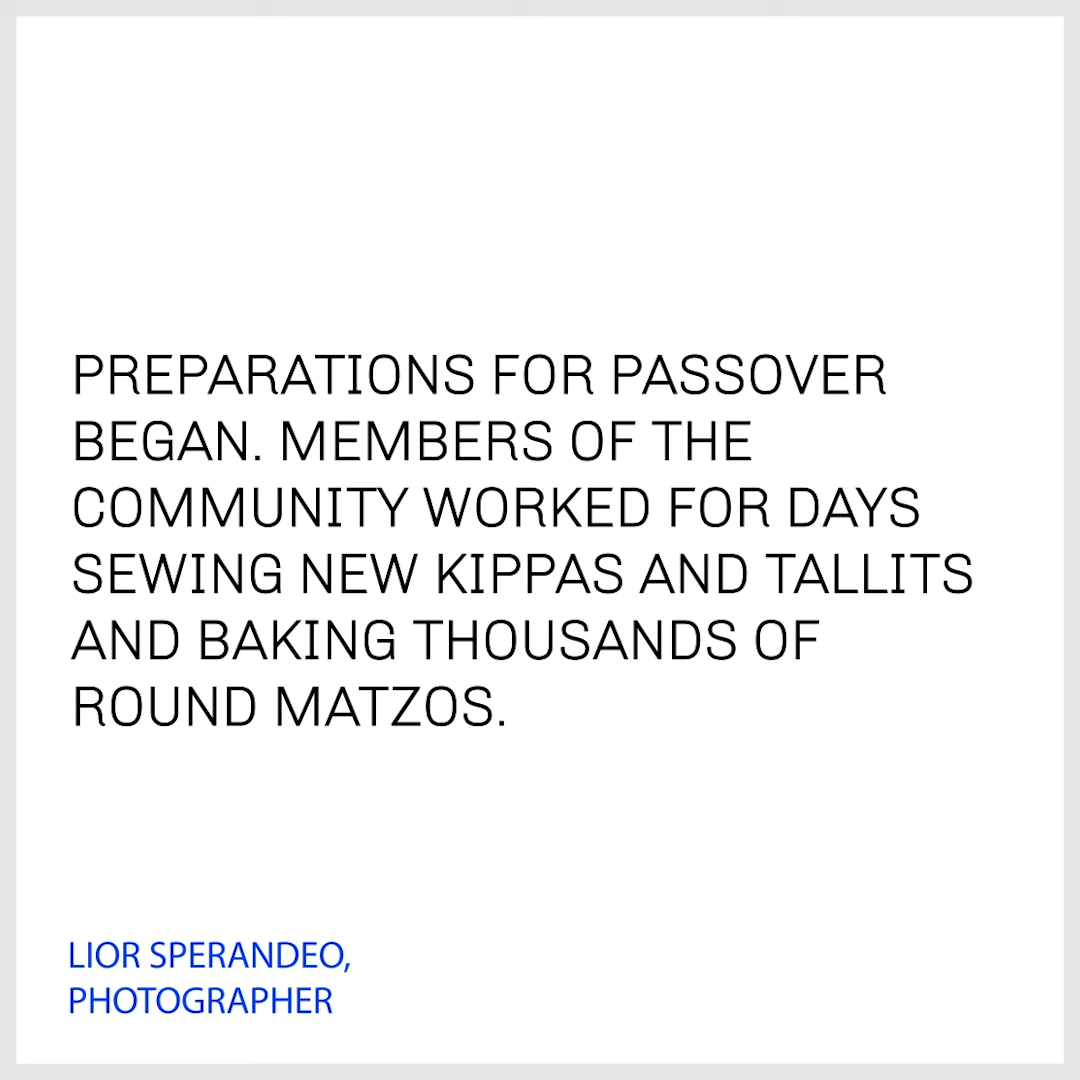 PREPARATIONS FOR PASSOVER
BEGAN. MEMBERS OF THE
COMMUNITY WORKED FOR DAYS
SEWING NEW KIPPAS AND TALLITS
AND BAKING THOUSANDS OF
ROUND MATZOS.
LIOR SPERANDEO,
PHOTOGRAPHER